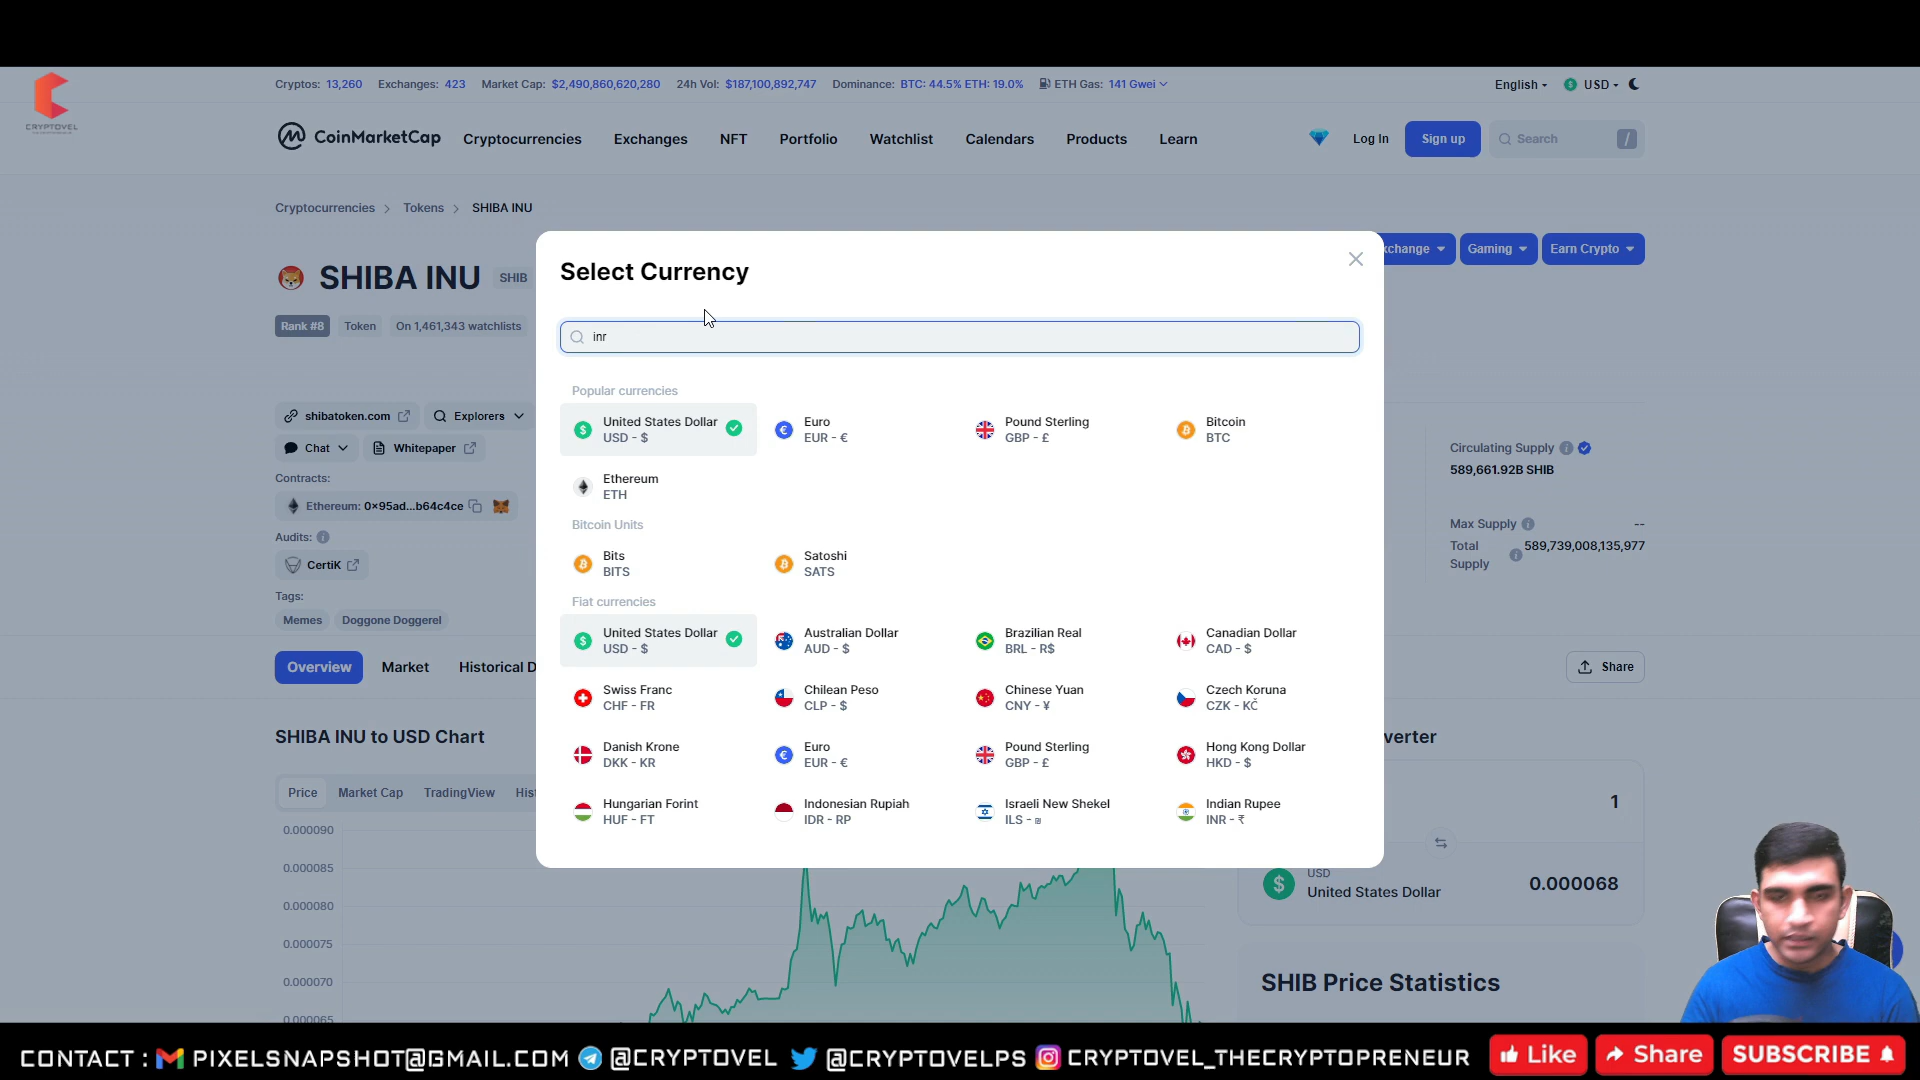 Cryptos: 13,260 Exchanges: 423 Market Cap: $2,490,860,620,280 24h Vol: $187,100,892,747 Dominance: BTC: 44.5% ETH: 19.0% ETH Gas: 141 Gwei
English USD
CRYPTOVEL
CoinMarketCap Cryptocurrencies Exchanges NFT Portfolio Watchlist Calendars Products Learn
Log In Sign up Search /
Cryptocurrencies > Tokens > SHIBA INU
change Gaming Earn Crypto
SHIBA INU SHIB
Rank #8 Token On 1,461,343 watchlists
shibatoken.com Explorers
Chat Whitepaper
Contracts:
Ethereum: 0x95ad...b64c4ce
Audits:
CertiK
Tags:
Memes Doggone Doggerel
Overview Market Historical D
SHIBA INU to USD Chart
Price Market Cap TradingView His
0.000090
0.000085
0.000080
0.000075
0.000070
0.000065
Select Currency
inr
Popular currencies
United States Dollar Euro Pound Sterling Bitcoin
USD - $ EUR - € GBP - £ BTC
Ethereum
ETH
Bitcoin Units
Bits Satoshi
BITS SATS
Fiat currencies
United States Dollar Australian Dollar Brazilian Real Canadian Dollar
USD - $ AUD - $ BRL - R$ CAD - $
Swiss Franc Chilean Peso Chinese Yuan Czech Koruna
CHF - FR CLP - $ CNY - ¥ CZK - KČ
Danish Krone Euro Pound Sterling Hong Kong Dollar
DKK - KR EUR - € GBP - £ HKD - $
Hungarian Forint Indonesian Rupiah Israeli New Shekel Indian Rupee
HUF - FT IDR - RP ILS - ₪ INR - ₹
Circulating Supply
589,661.92B SHIB
Max Supply --
Total Supply 589,739,008,135,977
Share
verter
1
USD
United States Dollar 0.000068
SHIB Price Statistics
CONTACT : PIXELSNAPSHOT@GMAIL.COM @CRYPTOVEL @CRYPTOVELPS CRYPTOVEL_THECRYPTOPRENEUR Like Share SUBSCRIBE